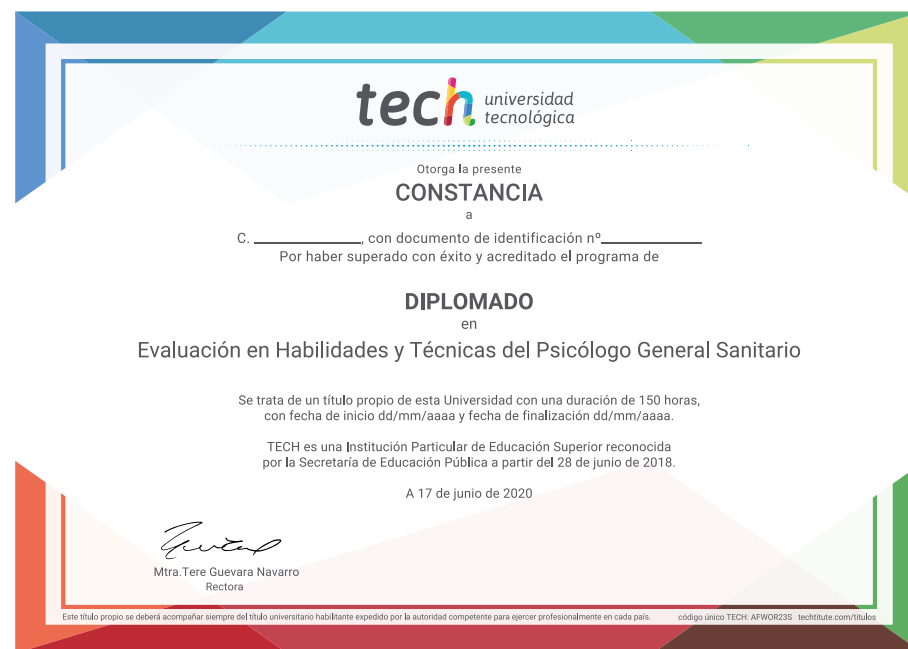 tech universidad
tecnológica
Otorga la presente
CONSTANCIA
a
C. ____________, con documento de identificación nº____________
Por haber superado con éxito y acreditado el programa de
DIPLOMADO
en
Evaluación en Habilidades y Técnicas del Psicólogo General Sanitario
Se trata de un título propio de esta Universidad con una duración de 150 horas,
con fecha de inicio dd/mm/aaaa y fecha de finalización dd/mm/aaaa.
TECH es una Institución Particular de Educación Superior reconocida
por la Secretaría de Educación Pública a partir del 28 de junio de 2018.
A 17 de junio de 2020
Mtra.Tere Guevara Navarro
Rectora
Este título propio se deberá acompañar siempre del título universitario habilitante expedido por la autoridad competente para ejercer profesionalmente en cada país. código único TECH: AFWOR23S techtitute.com/titulos